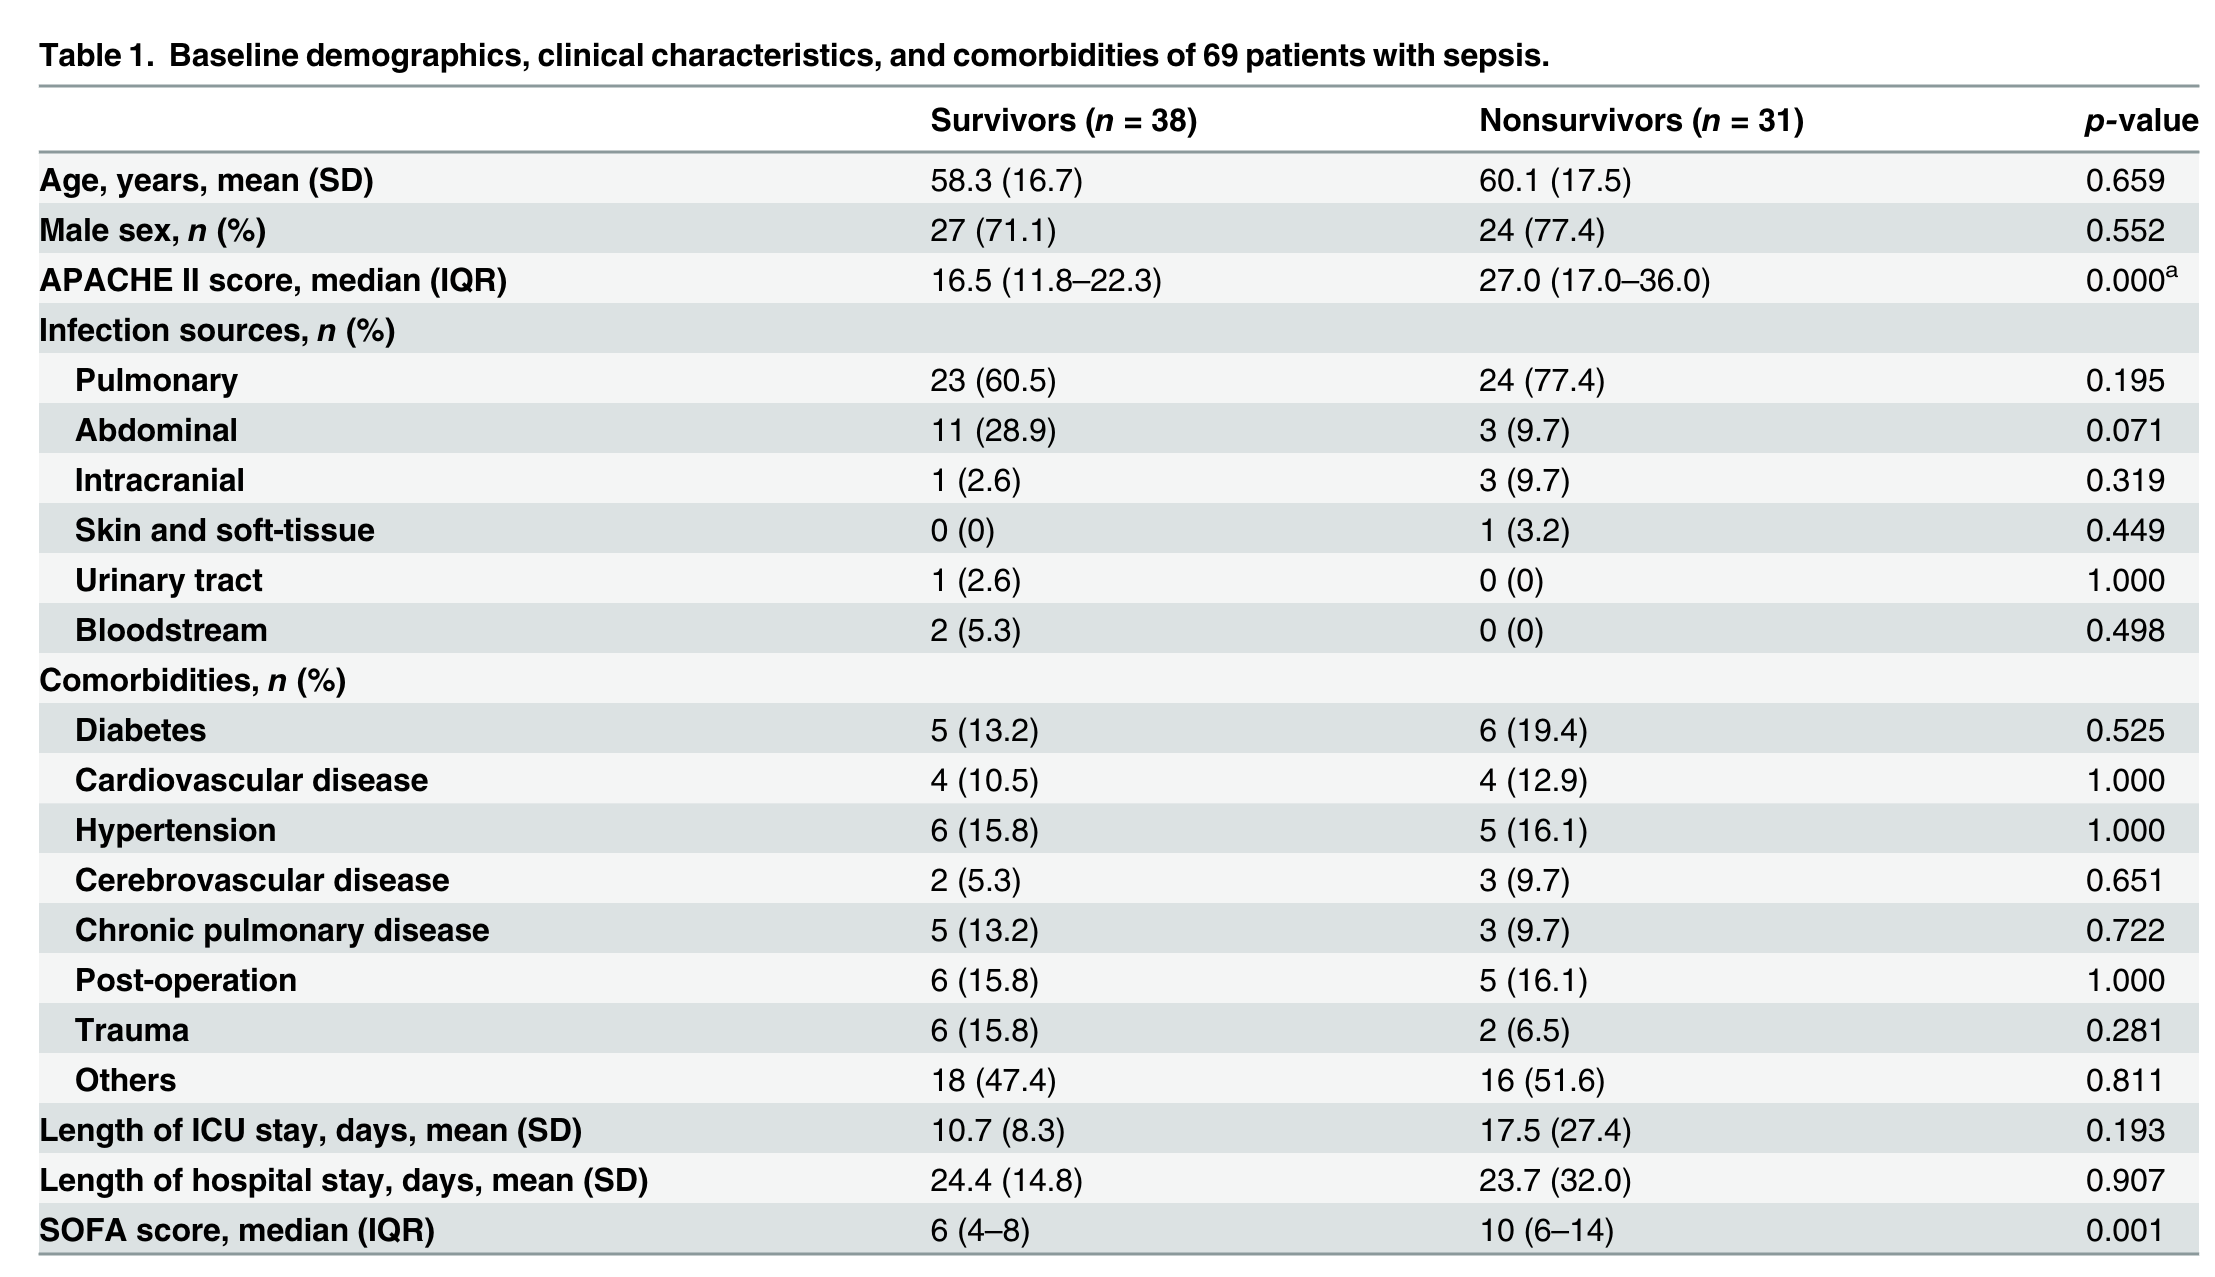 Table 1. Baseline demographics, clinical characteristics, and comorbidities of 69 patients with sepsis.
Survivors (n = 38) Nonsurvivors (n = 31) p-value
Age, years, mean (SD) 58.3 (16.7) 60.1 (17.5) 0.659
Male sex, n (%) 27 (71.1) 24 (77.4) 0.552
APACHE II score, median (IQR) 16.5 (11.8–22.3) 27.0 (17.0–36.0) 0.000a
Infection sources, n (%)
Pulmonary 23 (60.5) 24 (77.4) 0.195
Abdominal 11 (28.9) 3 (9.7) 0.071
Intracranial 1 (2.6) 3 (9.7) 0.319
Skin and soft-tissue 0 (0) 1 (3.2) 0.449
Urinary tract 1 (2.6) 0 (0) 1.000
Bloodstream 2 (5.3) 0 (0) 0.498
Comorbidities, n (%)
Diabetes 5 (13.2) 6 (19.4) 0.525
Cardiovascular disease 4 (10.5) 4 (12.9) 1.000
Hypertension 6 (15.8) 5 (16.1) 1.000
Cerebrovascular disease 2 (5.3) 3 (9.7) 0.651
Chronic pulmonary disease 5 (13.2) 3 (9.7) 0.722
Post-operation 6 (15.8) 5 (16.1) 1.000
Trauma 6 (15.8) 2 (6.5) 0.281
Others 18 (47.4) 16 (51.6) 0.811
Length of ICU stay, days, mean (SD) 10.7 (8.3) 17.5 (27.4) 0.193
Length of hospital stay, days, mean (SD) 24.4 (14.8) 23.7 (32.0) 0.907
SOFA score, median (IQR) 6 (4–8) 10 (6–14) 0.001